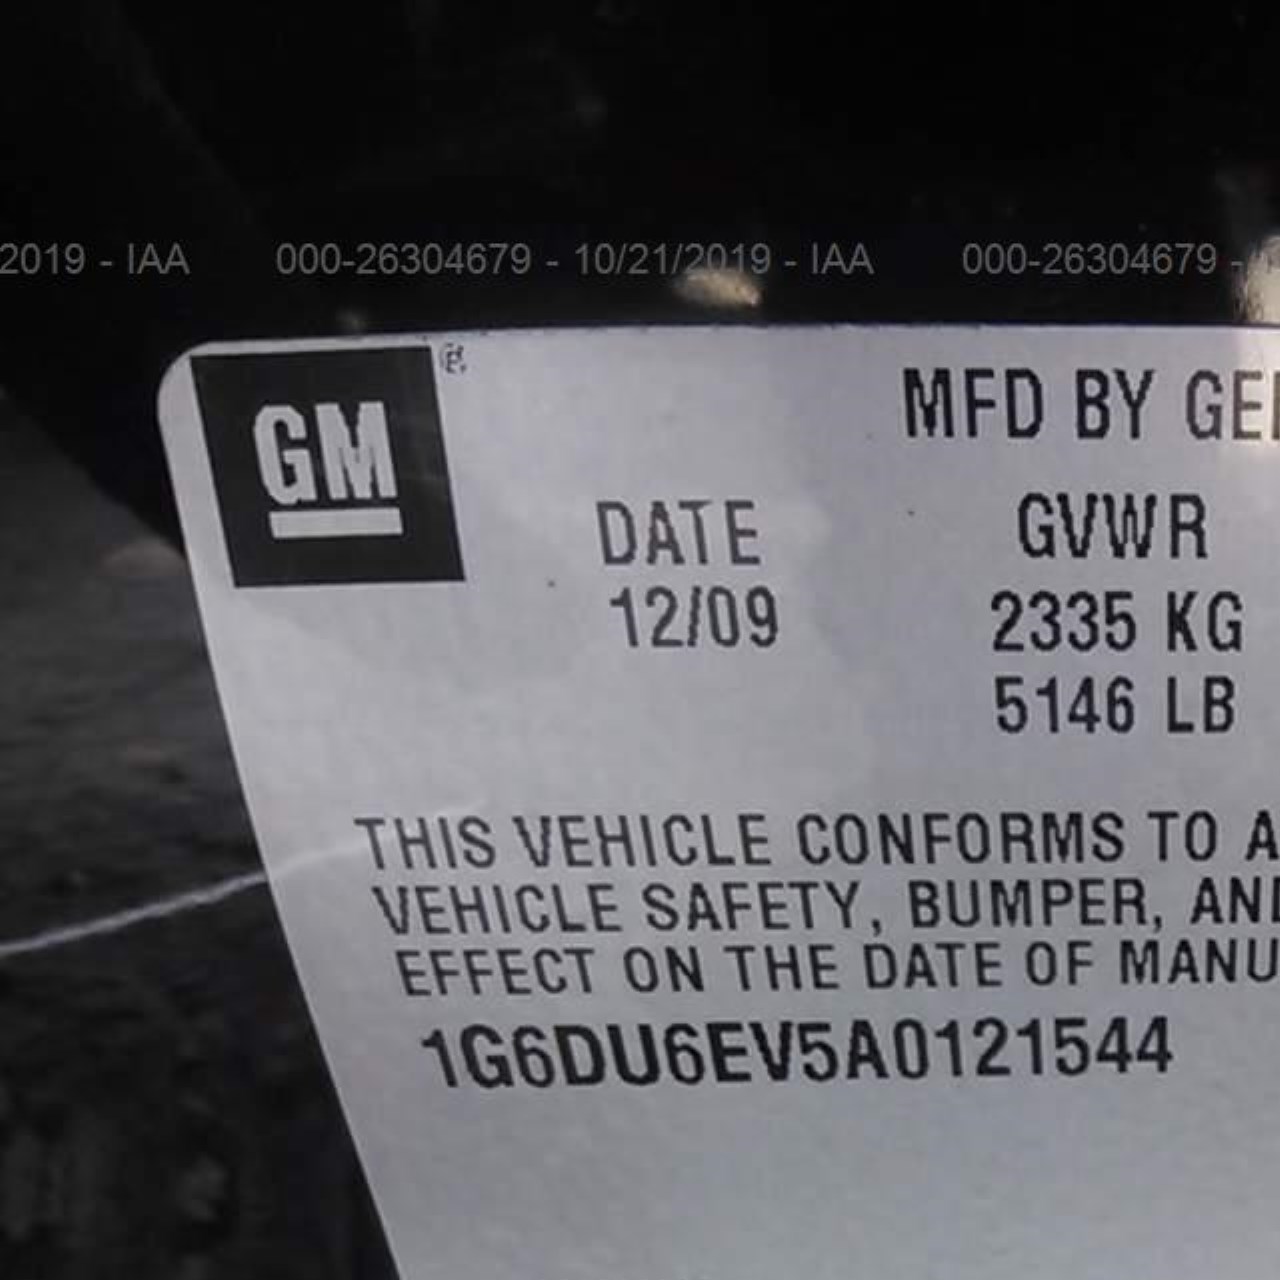 2019 - IAA 000-26304679 - 10/21/2019 - IAA 000-26304679 -
GM
MFD BY GE
DATE GVWR
12/09 2335 KG
5146 LB
THIS VEHICLE CONFORMS TO A
VEHICLE SAFETY, BUMPER, AN
EFFECT ON THE DATE OF MANU
1G6DU6EV5A0121544